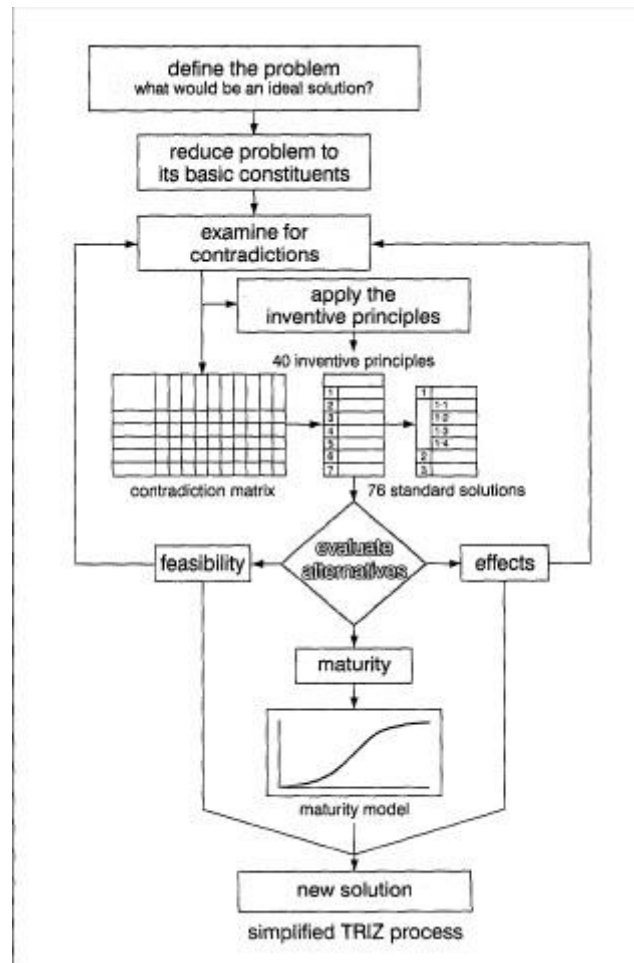 define the problem
what would be an ideal solution?
reduce problem to
its basic constituents
examine for
contradictions
apply the
inventive principles
40 inventive principles
1
2
3
4
5
6
7
1
1·1
1·2
1·3
1·4
2
3
contradiction matrix
76 standard solutions
feasibility
evaluate
alternatives
effects
maturity
maturity model
new solution
simplified TRIZ process